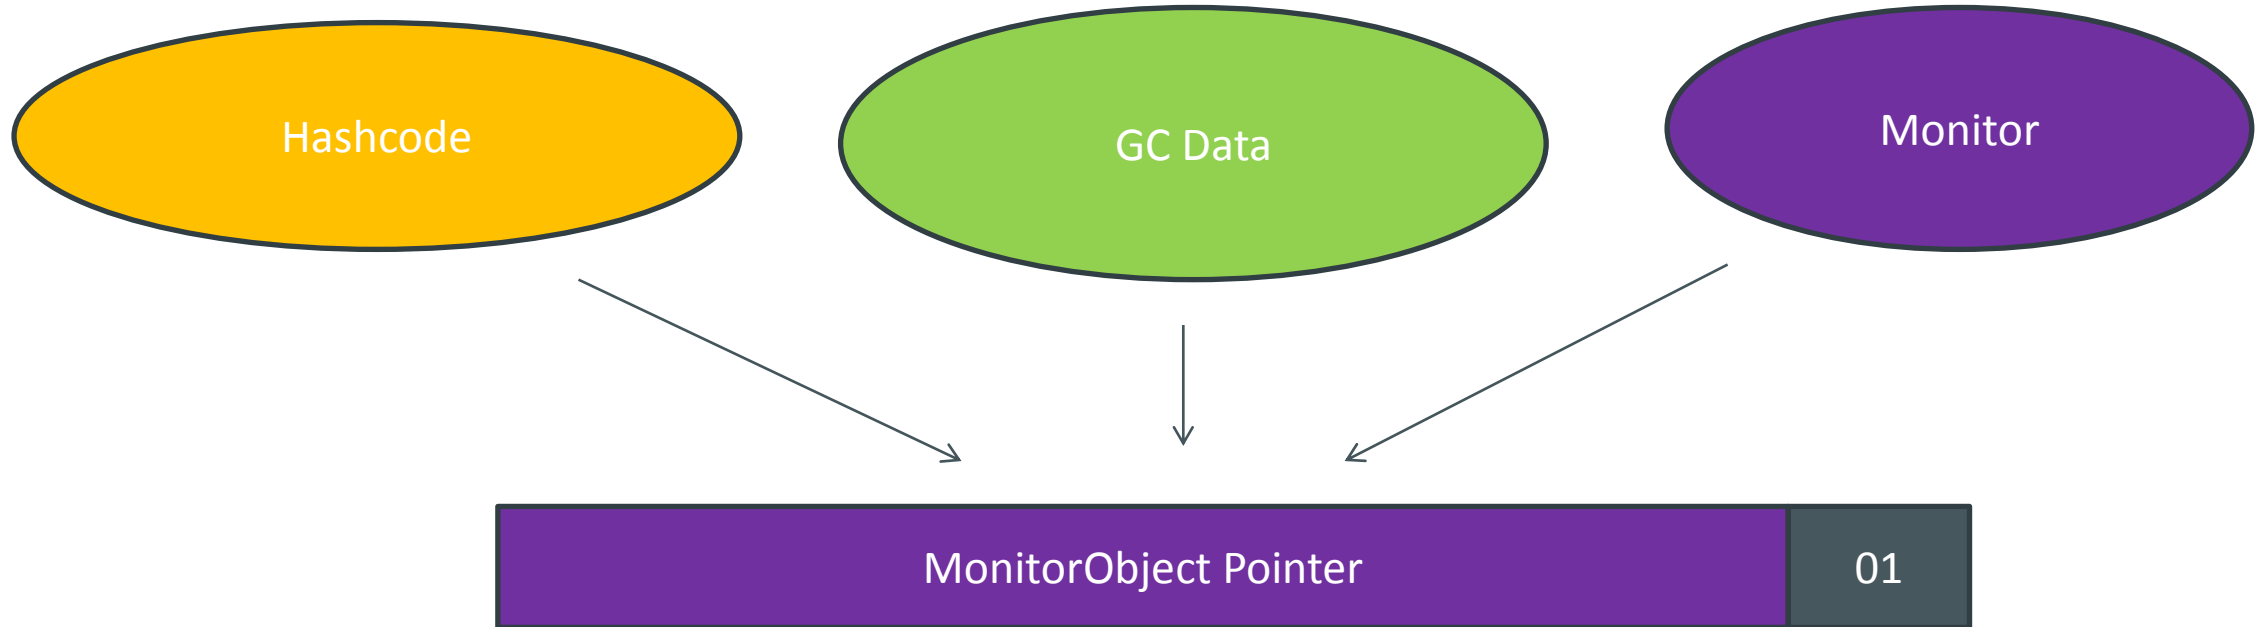 Hashcode
GC Data
Monitor
MonitorObject Pointer
01